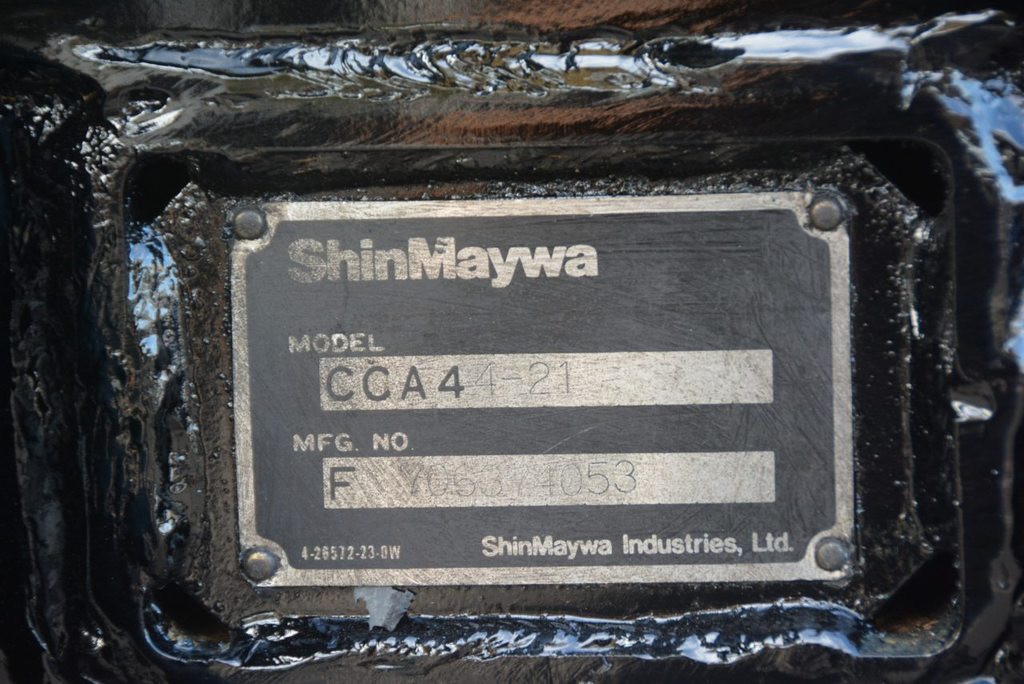 ShinMaywa
MODEL
CCA44-21
MFG. NO.
F
4-26572-23-0W
ShinMaywa Industries, Ltd.